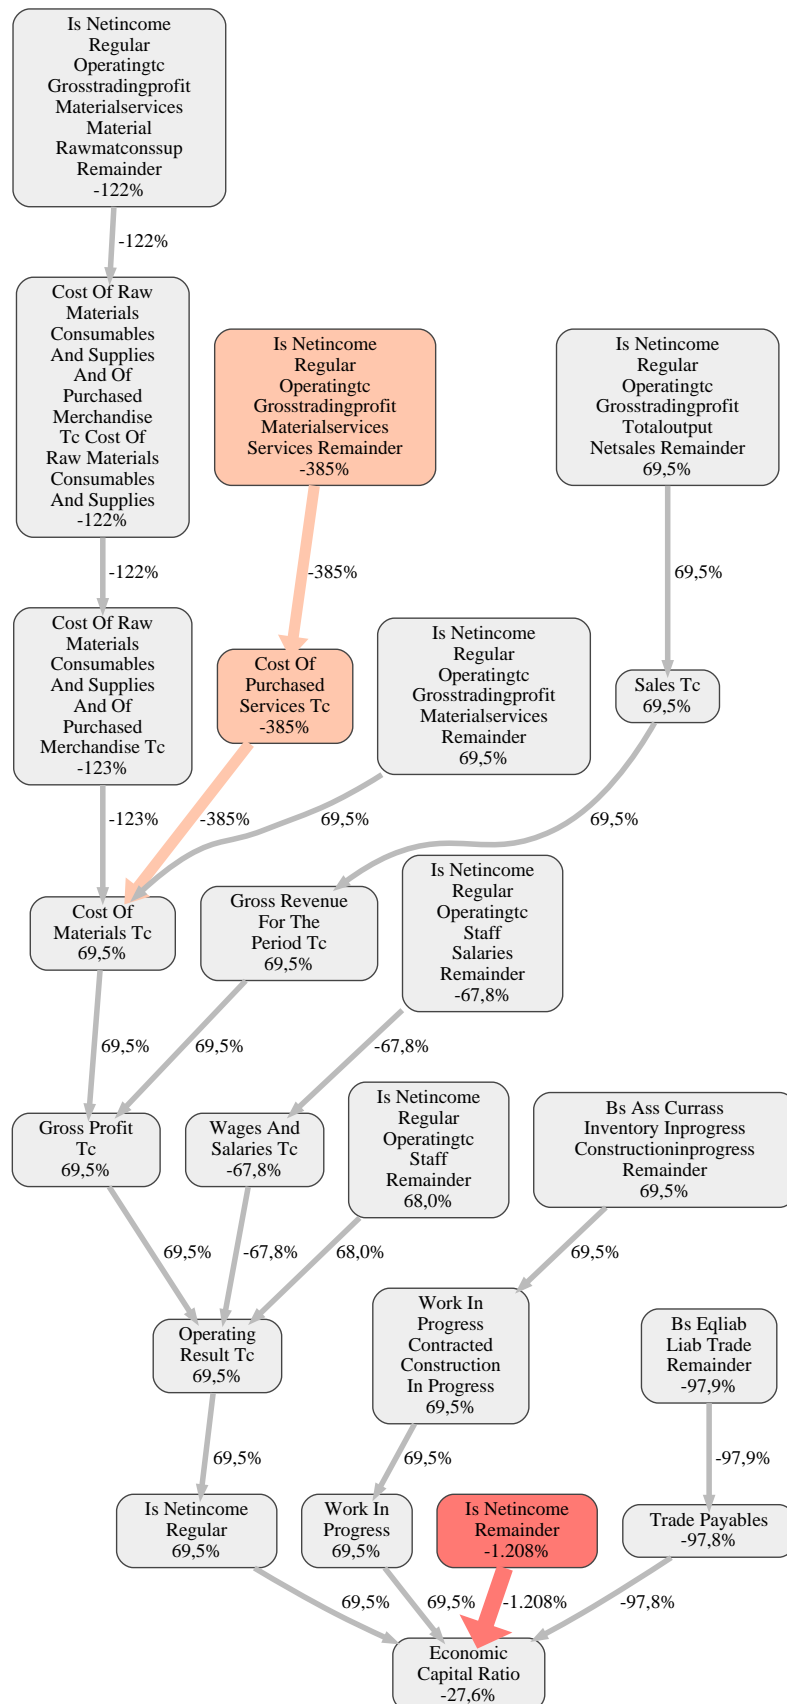 Is Netincome
Regular
Operatingtc
Grosstradingprofit
Materialservices
Material
Rawmatconssup
Remainder
-122%
-122%
Cost Of Raw
Materials
Consumables
And Supplies
And Of
Purchased
Merchandise
Tc Cost Of
Raw Materials
Consumables
And Supplies
-122%
Is Netincome
Regular
Operatingtc
Grosstradingprofit
Materialservices
Services Remainder
-385%
Is Netincome
Regular
Operatingtc
Grosstradingprofit
Totaloutput
Netsales Remainder
69,5%
-122%
-385%
69,5%
Cost Of Raw
Materials
Consumables
And Supplies
And Of
Purchased
Merchandise Tc
-123%
Cost Of
Purchased
Services Tc
-385%
Is Netincome
Regular
Operatingtc
Grosstradingprofit
Materialservices
Remainder
69,5%
Sales Tc
69,5%
-123%
-385%
69,5%
69,5%
Cost Of
Materials Tc
69,5%
Gross Revenue
For The
Period Tc
69,5%
Is Netincome
Regular
Operatingtc
Staff
Salaries
Remainder
-67,8%
69,5%
69,5%
-67,8%
Gross Profit
Tc
69,5%
Wages And
Salaries Tc
-67,8%
Is Netincome
Regular
Operatingtc
Staff
Remainder
68,0%
Bs Ass Currass
Inventory Inprogress
Constructioninprogress
Remainder
69,5%
69,5%
-67,8%
68,0%
69,5%
Operating
Result Tc
69,5%
Work In
Progress
Contracted
Construction
In Progress
69,5%
Bs Eqliab
Liab Trade
Remainder
-97,9%
69,5%
69,5%
-97,9%
Is Netincome
Regular
69,5%
Work In
Progress
69,5%
Is Netincome
Remainder
-1.208%
Trade Payables
-97,8%
69,5%
69,5%
-1.208%
-97,8%
Economic
Capital Ratio
-27,6%